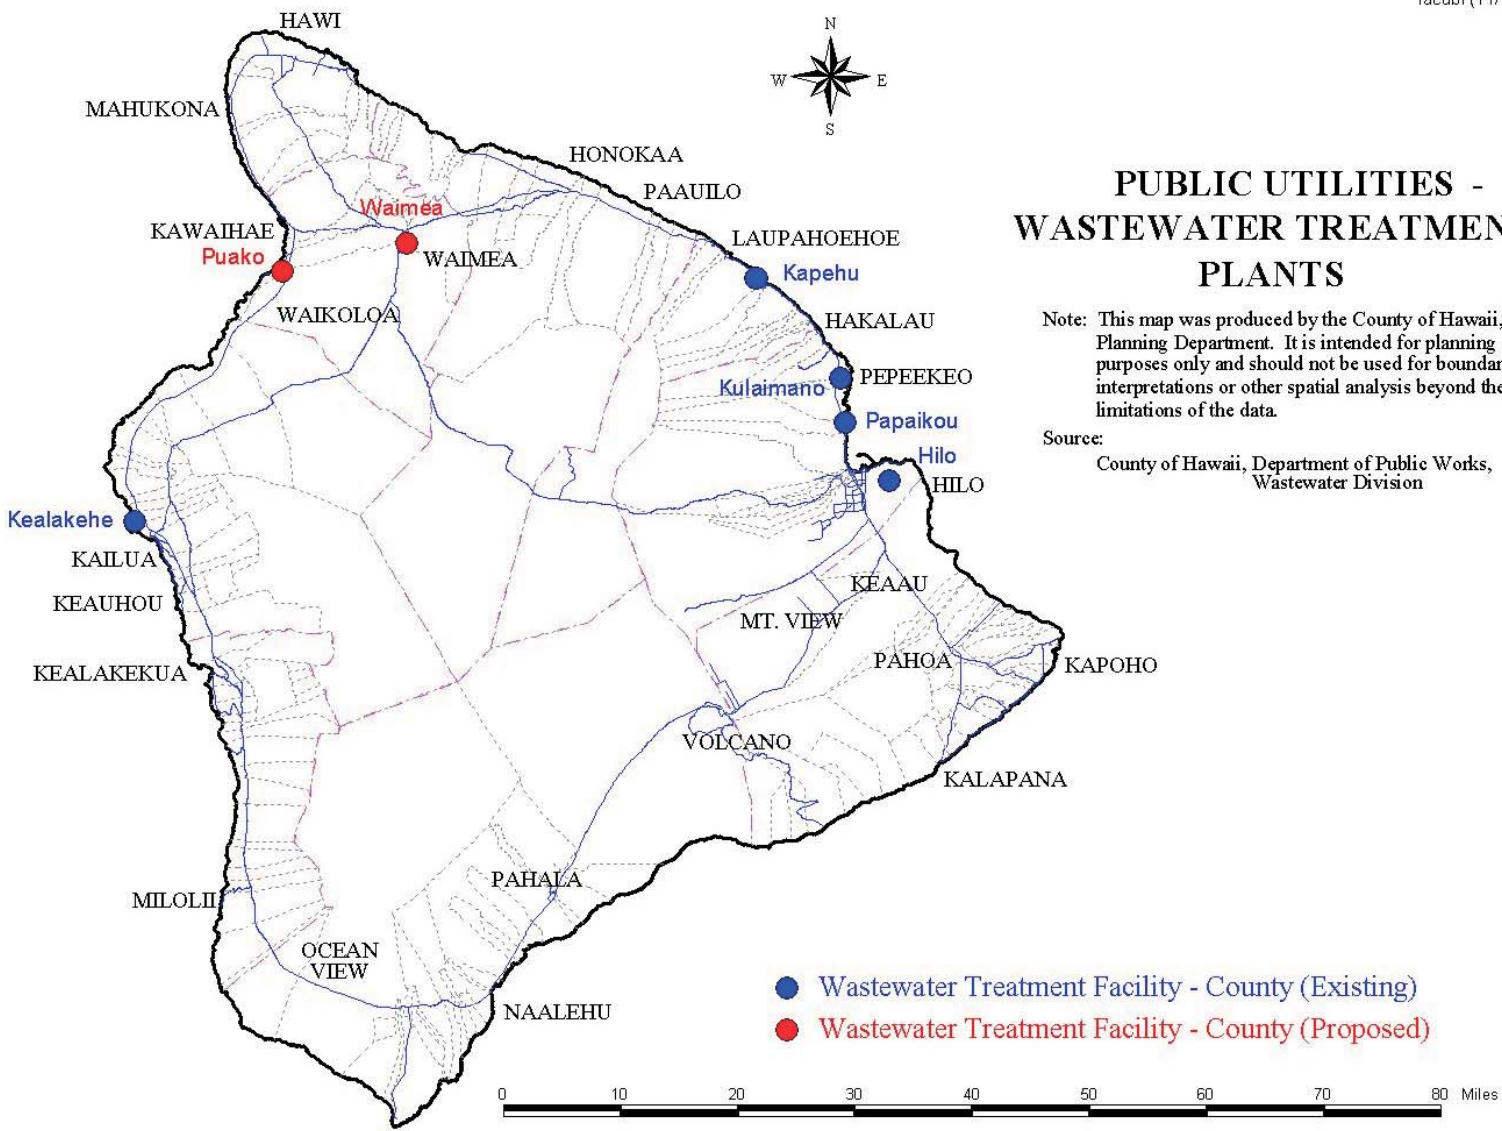 HAWI
N
W E
S
MAHUKONA
HONOKAA
PAAUILO
PUBLIC UTILITIES -
WASTEWATER TREATMEN
PLANTS
Waimea
KAWAIHAE
LAUPAHOEHOE
Puako
WAIMEA
Kapehu
WAIKOLOA
HAKALAU
Note: This map was produced by the County of Hawaii,
Planning Department. It is intended for planning
purposes only and should not be used for boundar
interpretations or other spatial analysis beyond the
limitations of the data.
Kulaimano
PEPEEKEO
Papaikou
Source:
County of Hawaii, Department of Public Works,
Wastewater Division
Hilo
HILO
Kealakehe
KAILUA
KEAUHOU
KEAAU
MT. VIEW
KEALAKEKUA
PAHOA
KAPOHO
VOLCANO
KALAPANA
PAHALA
MILOLII
OCEAN
VIEW
NAALEHU
Wastewater Treatment Facility - County (Existing)
Wastewater Treatment Facility - County (Proposed)
0 10 20 30 40 50 60 70 80 Miles